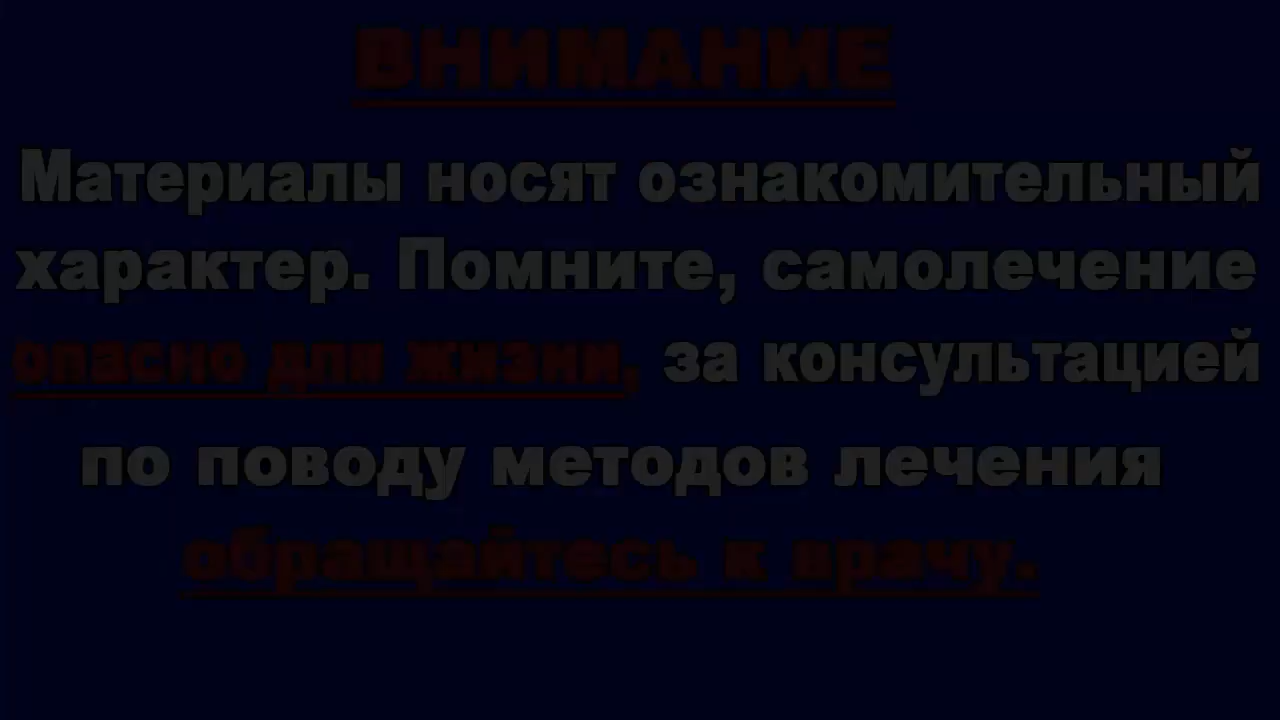 ВНИМАНИЕ
Материалы носят ознакомительный
характер. Помните, самолечение
опасно для жизни, за консультацией
по поводу методов лечения
обращайтесь к врачу.